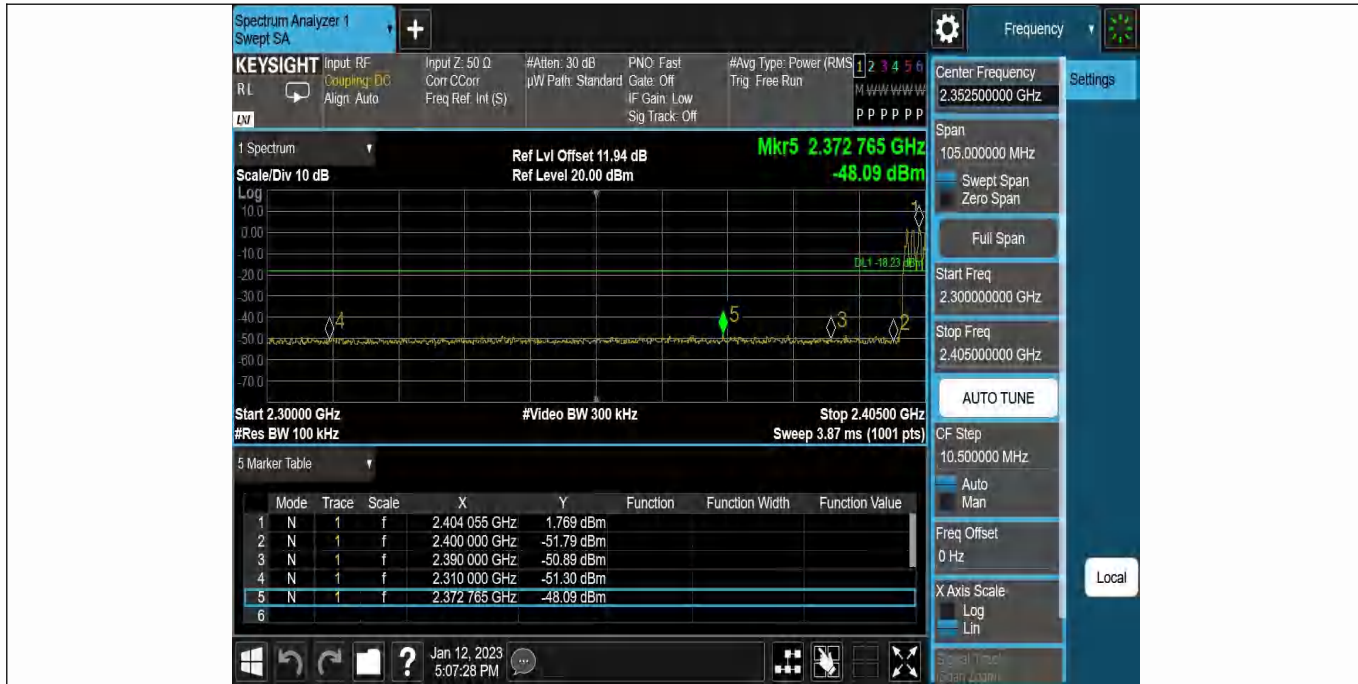 Spectrum Analyzer 1
Swept SA
+
Frequency
KEYSIGHT
RL
LXI
Input: RF
Coupling: DC
Align: Auto
Input Z: 50 Ω
Corr CCorr
Freq Ref: Int (S)
#Atten: 30 dB
µW Path: Standard
PNO: Fast
Gate: Off
IF Gain: Low
Sig Track: Off
#Avg Type: Power (RMS
Trig: Free Run
1 2 3 4 5 6
M W W W W W
P P P P P P
Center Frequency
2.352500000 GHz
Settings
Span
105.000000 MHz
Swept Span
Zero Span
Full Span
Start Freq
2.300000000 GHz
Stop Freq
2.405000000 GHz
AUTO TUNE
CF Step
10.500000 MHz
Auto
Man
Freq Offset
0 Hz
X Axis Scale
Log
Lin
Signal Track
(Span Zoom)
Local
1 Spectrum
Scale/Div 10 dB
Ref Lvl Offset 11.94 dB
Ref Level 20.00 dBm
Mkr5 2.372 765 GHz
-48.09 dBm
Log
10.0
0.00
-10.0
-20.0
-30.0
-40.0
-50.0
-60.0
-70.0
1
DL1 -18.23 dBm
4
5
3
2
Start 2.30000 GHz
#Video BW 300 kHz
Stop 2.40500 GHz
#Res BW 100 kHz
Sweep 3.87 ms (1001 pts)
5 Marker Table
Mode Trace Scale X Y Function Function Width Function Value
1 N 1 f 2.404 055 GHz 1.769 dBm
2 N 1 f 2.400 000 GHz -51.79 dBm
3 N 1 f 2.390 000 GHz -50.89 dBm
4 N 1 f 2.310 000 GHz -51.30 dBm
5 N 1 f 2.372 765 GHz -48.09 dBm
6
?
Jan 12, 2023
5:07:28 PM